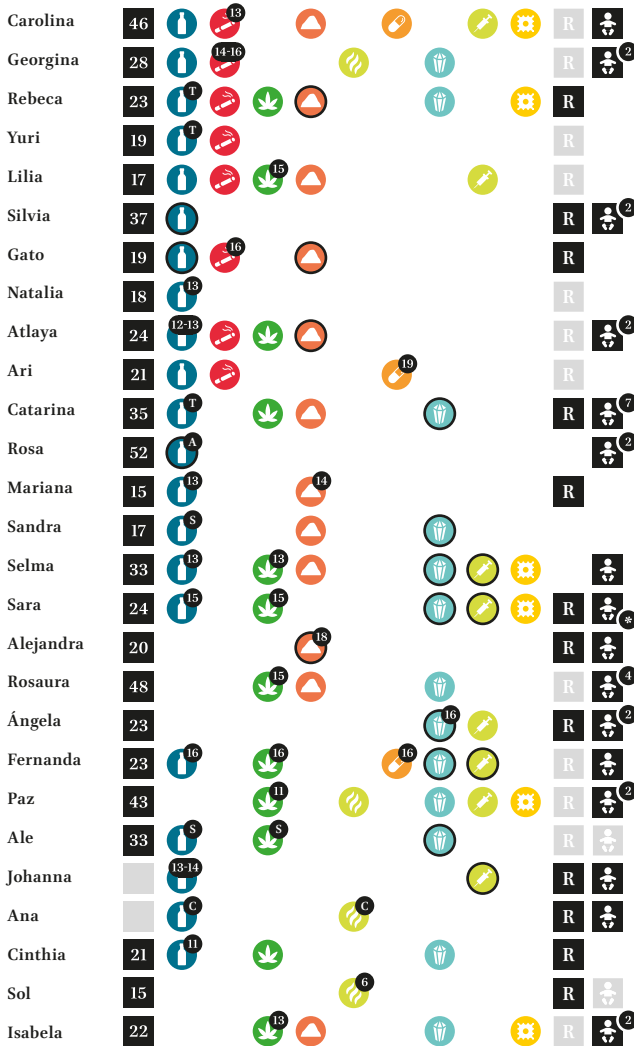 Carolina 46 13 R
Georgina 28 14-16 R 2
Rebeca 23 T R
Yuri 19 T R
Lilia 17 15 R
Silvia 37 R 2
Gato 19 16 R
Natalia 18 13 R
Atlaya 24 12-13 R 2
Ari 21 19 R
Catarina 35 T R 7
Rosa 52 A 2
Mariana 15 13 14 R
Sandra 17 S
Selma 33 13 13
Sara 24 15 15 R *
Alejandra 20 18 R
Rosaura 48 15 R 4
Ángela 23 16 R 2
Fernanda 23 16 16 16 R
Paz 43 11 R 2
Ale 33 S S R
Johanna 13-14 R
Ana C C R
Cinthia 21 11 R
Sol 15 6 R
Isabela 22 13 R 2